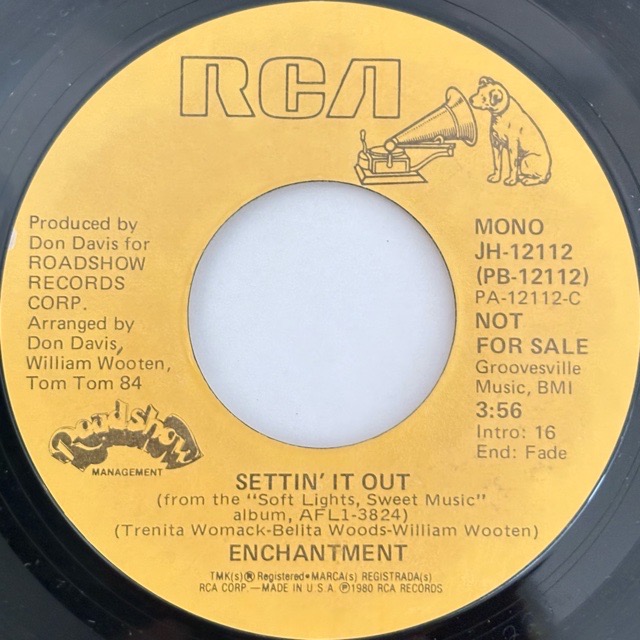 RCA
Produced by
Don Davis for
ROADSHOW
RECORDS
CORP.
Arranged by
Don Davis,
William Wooten,
Tom Tom 84
Roadshow
MANAGEMENT
MONO
JH-12112
(PB-12112)
PA-12112-C
NOT
FOR SALE
Groovesville
Music, BMI
3:56
Intro: 16
End: Fade
SETTIN' IT OUT
(from the "Soft Lights, Sweet Music"
album, AFL1-3824)
(Trenita Womack-Belita Woods-William Wooten)
ENCHANTMENT
TMK(s) ® Registered • MARCA(s) REGISTRADA(s)
RCA CORP.—MADE IN U.S.A. ℗ 1980 RCA RECORDS